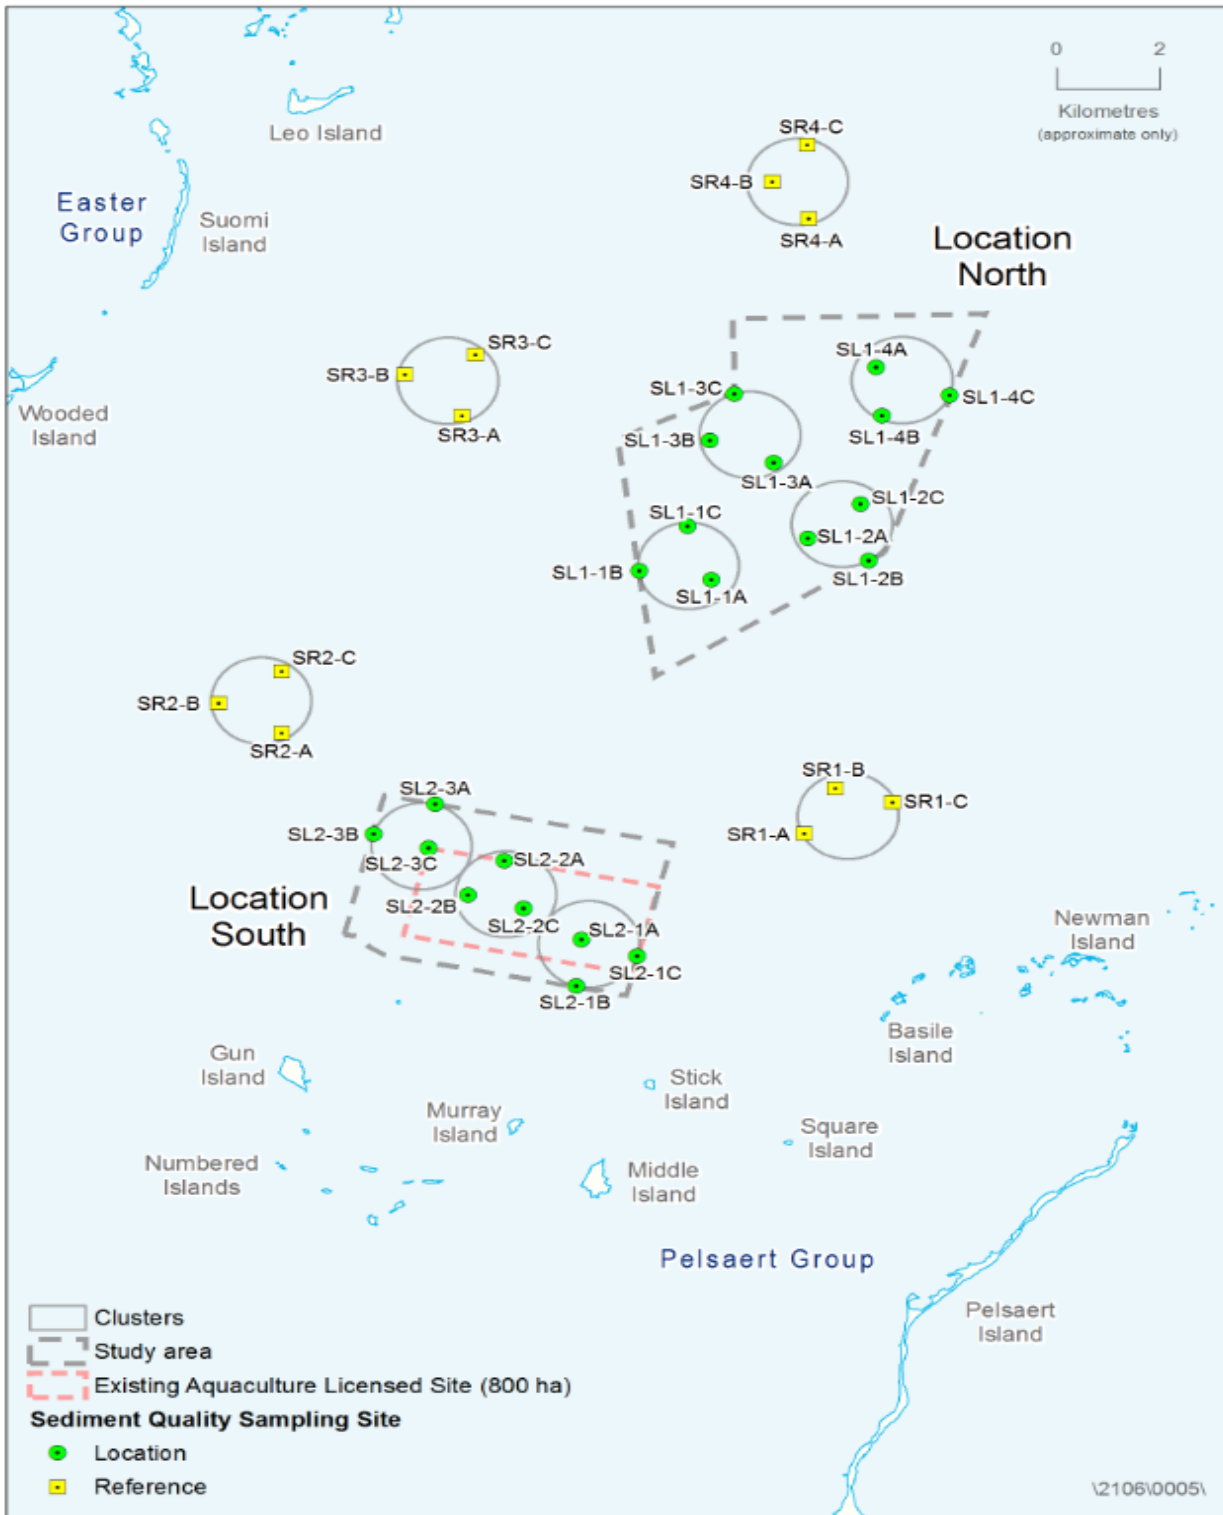 0 2
Kilometres
(approximate only)
Leo Island
SR4-C
SR4-B
SR4-A
Easter
Group
Suomi
Island
Location
North
SR3-C
SR3-B
SR3-A
Wooded
Island
SL1-4A
SL1-3C
SL1-4C
SL1-4B
SL1-3B
SL1-3A
SL1-2C
SL1-1C
SL1-2A
SL1-1B
SL1-2B
SL1-1A
SR2-C
SR2-B
SR2-A
SR1-B
SR1-C
SR1-A
SL2-3A
SL2-3B
SL2-3C
SL2-2A
SL2-2B
SL2-2C
SL2-1A
SL2-1C
SL2-1B
Location
South
Newman
Island
Basile
Island
Gun
Island
Stick
Island
Murray
Island
Square
Island
Numbered
Islands
Middle
Island
Pelsaert Group
Pelsaert
Island
Clusters
Study area
Existing Aquaculture Licensed Site (800 ha)
Sediment Quality Sampling Site
Location
Reference
\2106\0005\